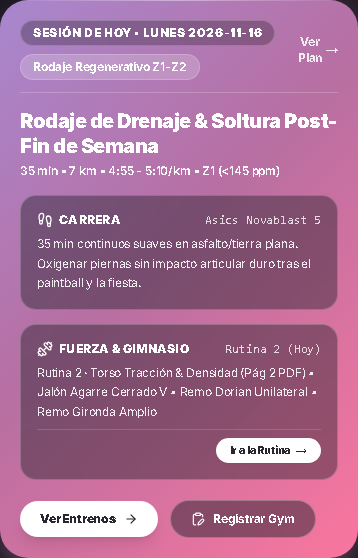 SESIÓN DE HOY • LUNES 2026-11-16
Ver Plan →
Rodaje Regenerativo Z1-Z2
Rodaje de Drenaje & Soltura Post-
Fin de Semana
35 min • 7 km • 4:55 - 5:10/km • Z1 (<145 ppm)
CARRERA
Asics Novablast 5
35 min continuos suaves en asfalto/tierra plana.
Oxigenar piernas sin impacto articular duro tras el
paintball y la fiesta.
FUERZA & GIMNASIO
Rutina 2 (Hoy)
Rutina 2 · Torso Tracción & Densidad (Pág 2 PDF) •
Jalón Agarre Cerrado V • Remo Dorian Unilateral •
Remo Gironda Amplio
Ir a la Rutina →
Ver Entrenos →
Registrar Gym